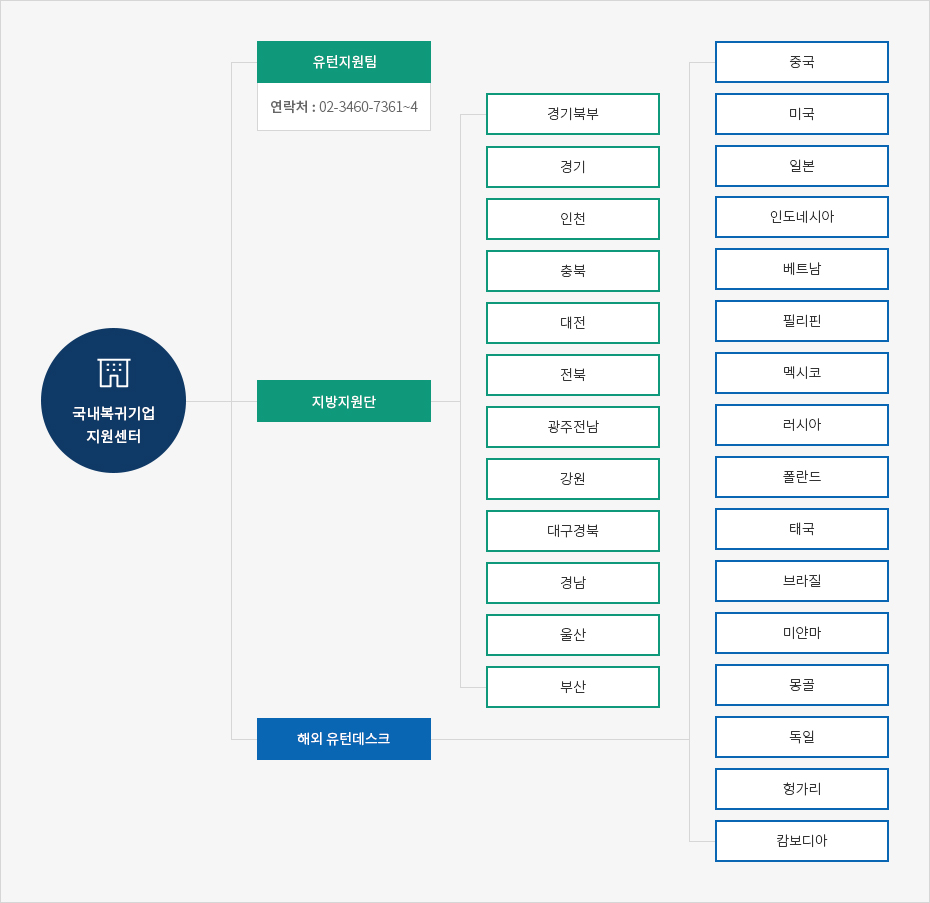 국내복귀기업
지원센터
유턴지원팀
연락처 : 02-3460-7361~4
지방지원단
경기북부
경기
인천
충북
대전
전북
광주전남
강원
대구경북
경남
울산
부산
해외 유턴데스크
중국
미국
일본
인도네시아
베트남
필리핀
멕시코
러시아
폴란드
태국
브라질
미얀마
몽골
독일
헝가리
캄보디아